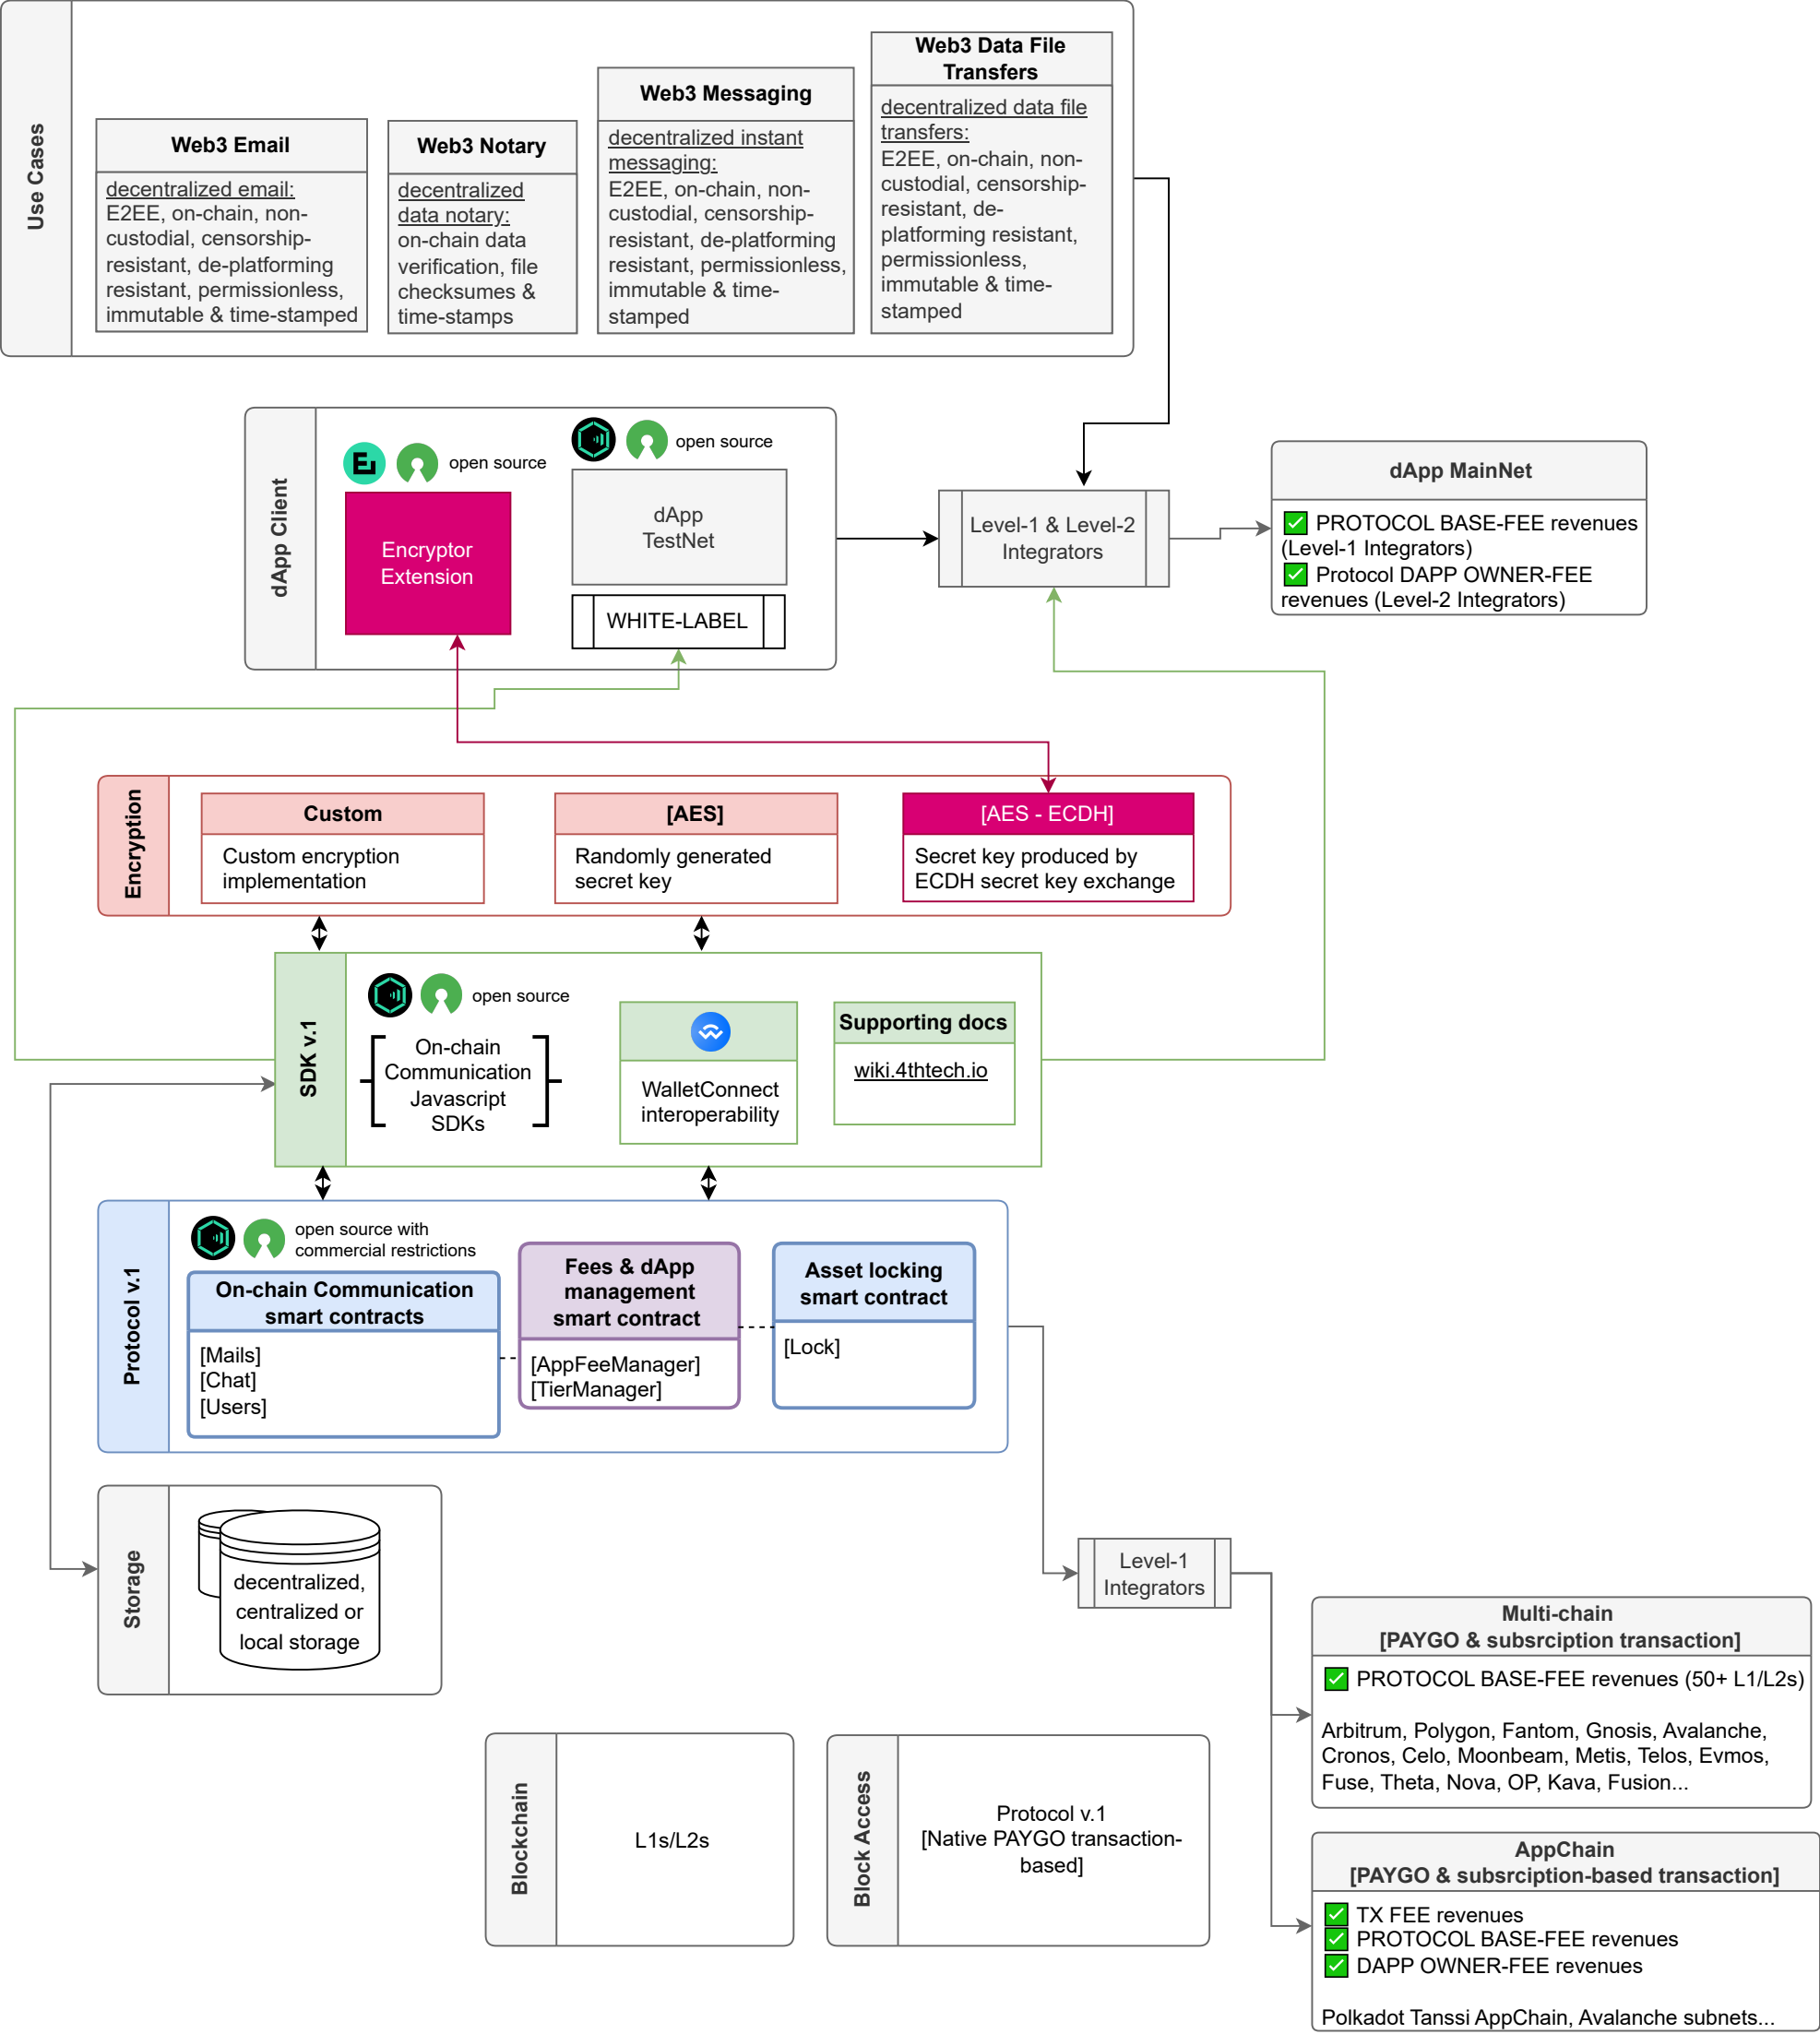 Use Cases
Web3 Email
decentralized email:
E2EE, on-chain, non-
custodial, censorship-
resistant, de-platforming
resistant, permissionless,
immutable & time-stamped
Web3 Notary
decentralized
data notary:
on-chain data
verification, file
checksumes &
time-stamps
Web3 Messaging
decentralized instant
messaging:
E2EE, on-chain, non-
custodial, censorship-
resistant, de-platforming
resistant, permissionless,
immutable & time-
stamped
Web3 Data File
Transfers
decentralized data file
transfers:
E2EE, on-chain, non-
custodial, censorship-
resistant, de-
platforming resistant,
permissionless,
immutable & time-
stamped
dApp Client
open source
Encryptor
Extension
open source
dApp
TestNet
WHITE-LABEL
Level-1 & Level-2
Integrators
dApp MainNet
PROTOCOL BASE-FEE revenues
(Level-1 Integrators)
Protocol DAPP OWNER-FEE
revenues (Level-2 Integrators)
Encryption
Custom
Custom encryption
implementation
[AES]
Randomly generated
secret key
[AES - ECDH]
Secret key produced by
ECDH secret key exchange
SDK v.1
open source
On-chain
Communication
Javascript
SDKs
WalletConnect
interoperability
Supporting docs
wiki.4thtech.io
Protocol v.1
open source with
commercial restrictions
On-chain Communication
smart contracts
[Mails]
[Chat]
[Users]
Fees & dApp
management
smart contract
[AppFeeManager]
[TierManager]
Asset locking
smart contract
[Lock]
Storage
decentralized,
centralized or
local storage
Level-1
Integrators
Multi-chain
[PAYGO & subsrciption transaction]
PROTOCOL BASE-FEE revenues (50+ L1/L2s)
Arbitrum, Polygon, Fantom, Gnosis, Avalanche,
Cronos, Celo, Moonbeam, Metis, Telos, Evmos,
Fuse, Theta, Nova, OP, Kava, Fusion...
Blockchain
L1s/L2s
Block Access
Protocol v.1
[Native PAYGO transaction-
based]
AppChain
[PAYGO & subsrciption-based transaction]
TX FEE revenues
PROTOCOL BASE-FEE revenues
DAPP OWNER-FEE revenues
Polkadot Tanssi AppChain, Avalanche subnets...